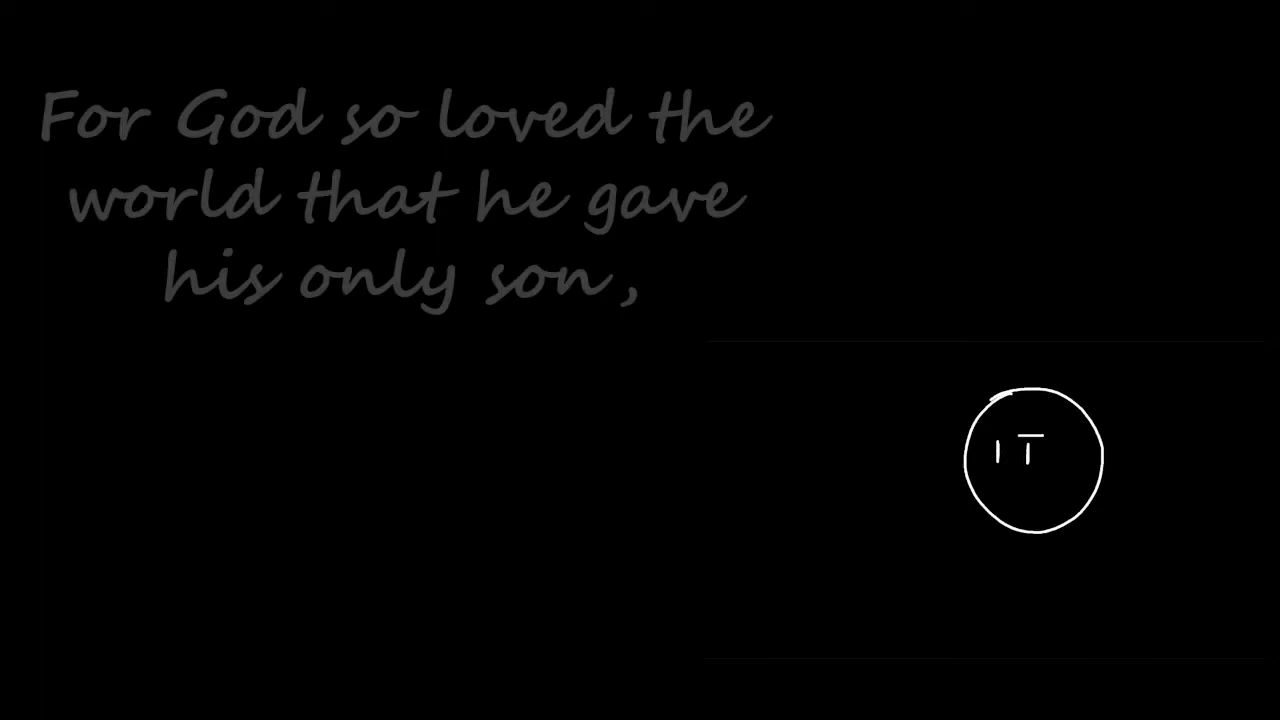 For God so loved the
world that he gave
his only son,